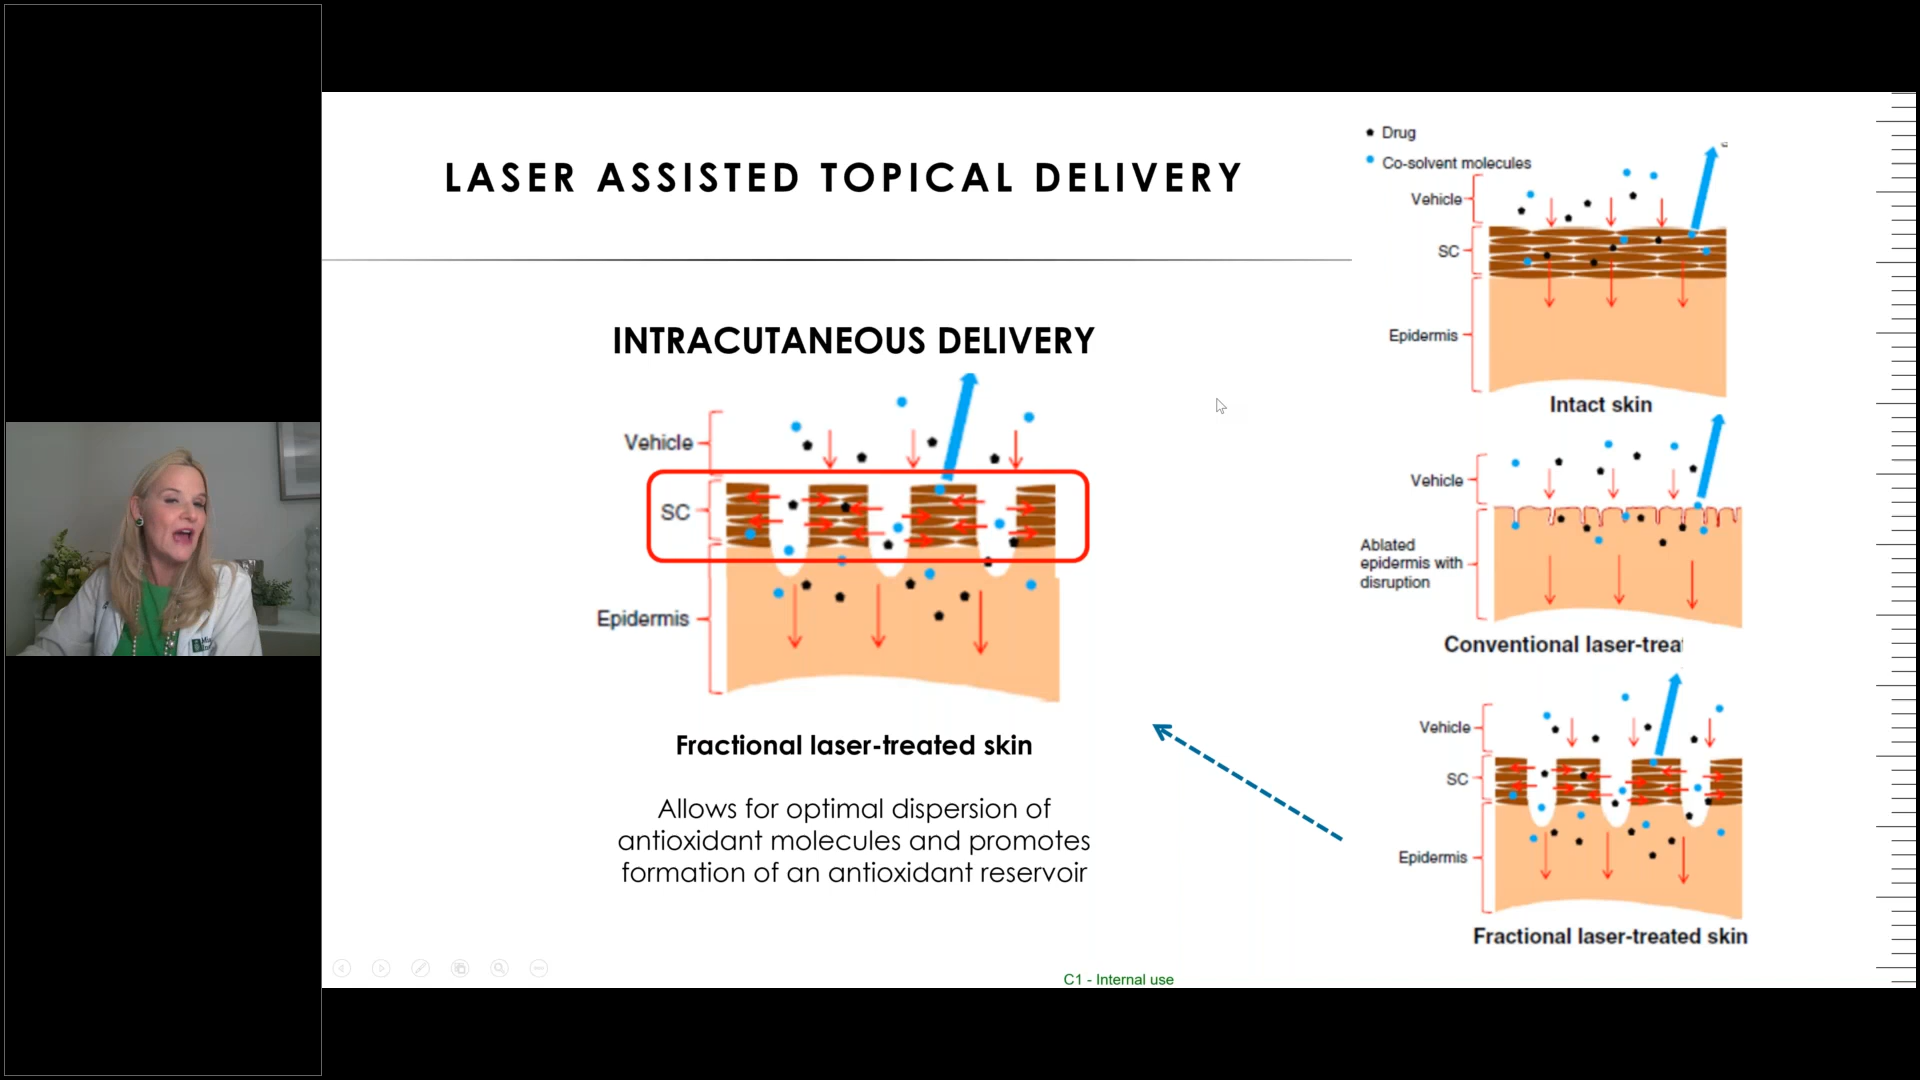 LASER ASSISTED TOPICAL DELIVERY
INTRACUTANEOUS DELIVERY
Vehicle
SC
Epidermis
Fractional laser-treated skin
Allows for optimal dispersion of
antioxidant molecules and promotes
formation of an antioxidant reservoir
Drug
Co-solvent molecules
Vehicle
SC
Epidermis
Intact skin
Vehicle
Ablated
epidermis with
disruption
Conventional laser-treat
Vehicle
SC
Epidermis
Fractional laser-treated skin
C1 - Internal use